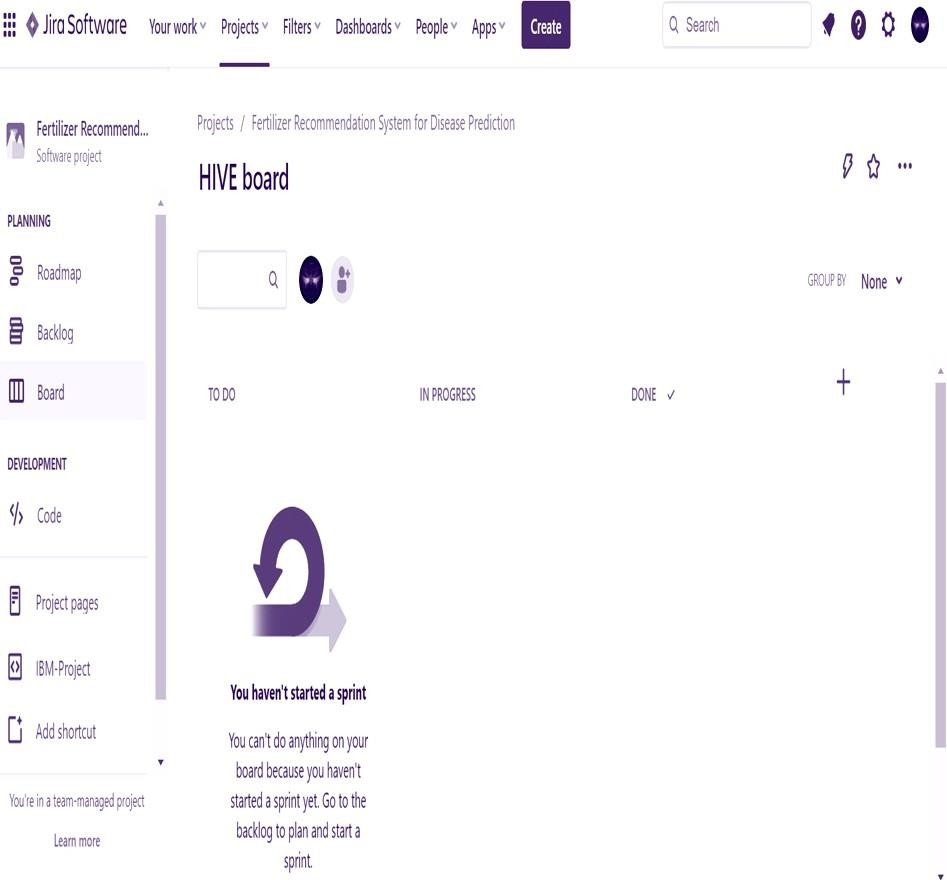 Jira Software Your work Projects Filters Dashboards People Apps Create Search
Fertilizer Recommend...
Software project
PLANNING
Roadmap
Backlog
Board
DEVELOPMENT
Code
Project pages
IBM-Project
Add shortcut
You're in a team-managed project
Learn more
Projects / Fertilizer Recommendation System for Disease Prediction
HIVE board
GROUP BY None
TO DO IN PROGRESS DONE
You haven't started a sprint
You can't do anything on your
board because you haven't
started a sprint yet. Go to the
backlog to plan and start a
sprint.